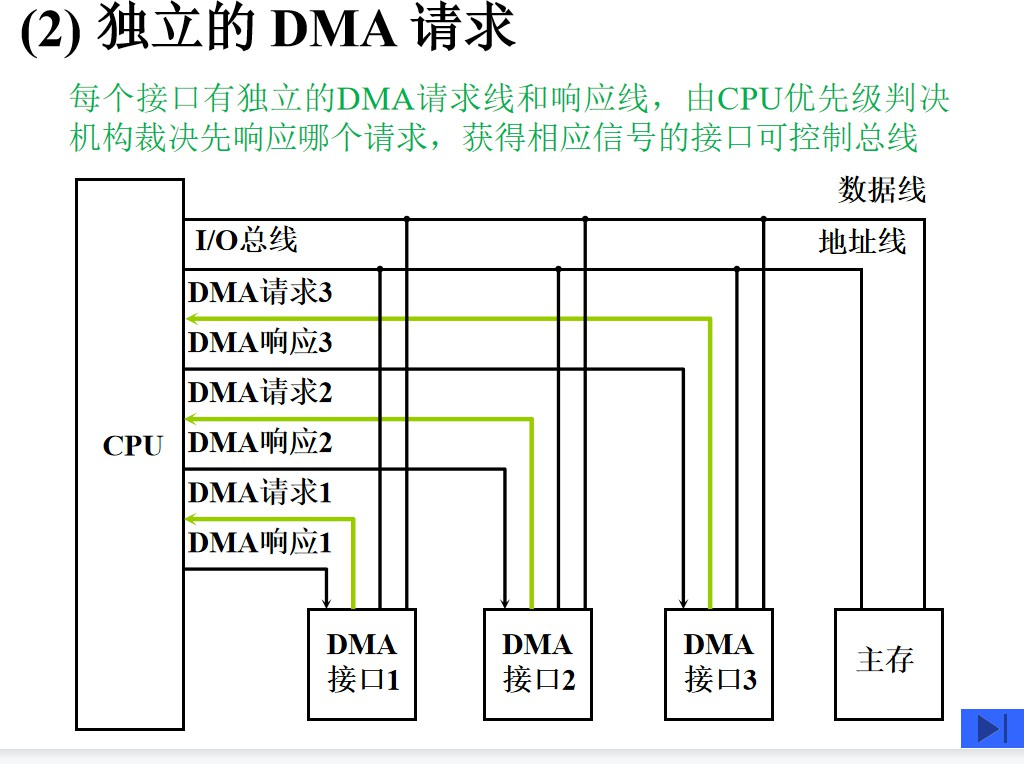 (2) 独立的 DMA 请求
每个接口有独立的DMA请求线和响应线，由CPU优先级判决
机构裁决先响应哪个请求，获得相应信号的接口可控制总线
数据线
I/O总线
地址线
DMA请求3
DMA响应3
DMA请求2
CPU
DMA响应2
DMA请求1
DMA响应1
DMA
接口1
DMA
接口2
DMA
接口3
主存